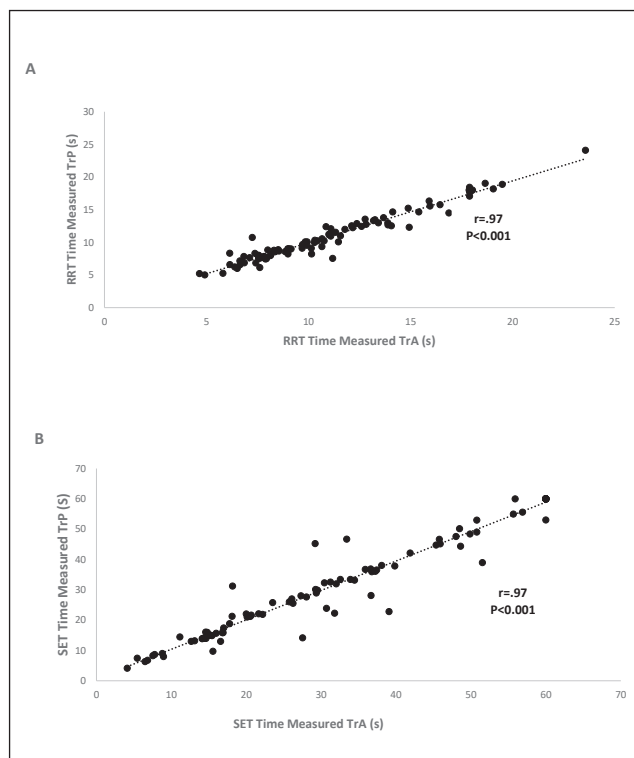 A
30
25
20
15
10
5
0
RRT Time Measured TrP (s)
r=.97
P<0.001
0 5 10 15 20 25
RRT Time Measured TrA (s)
B
70
60
50
40
30
20
10
0
SET Time Measured TrP (S)
r=.97
P<0.001
0 10 20 30 40 50 60 70
SET Time Measured TrA (s)